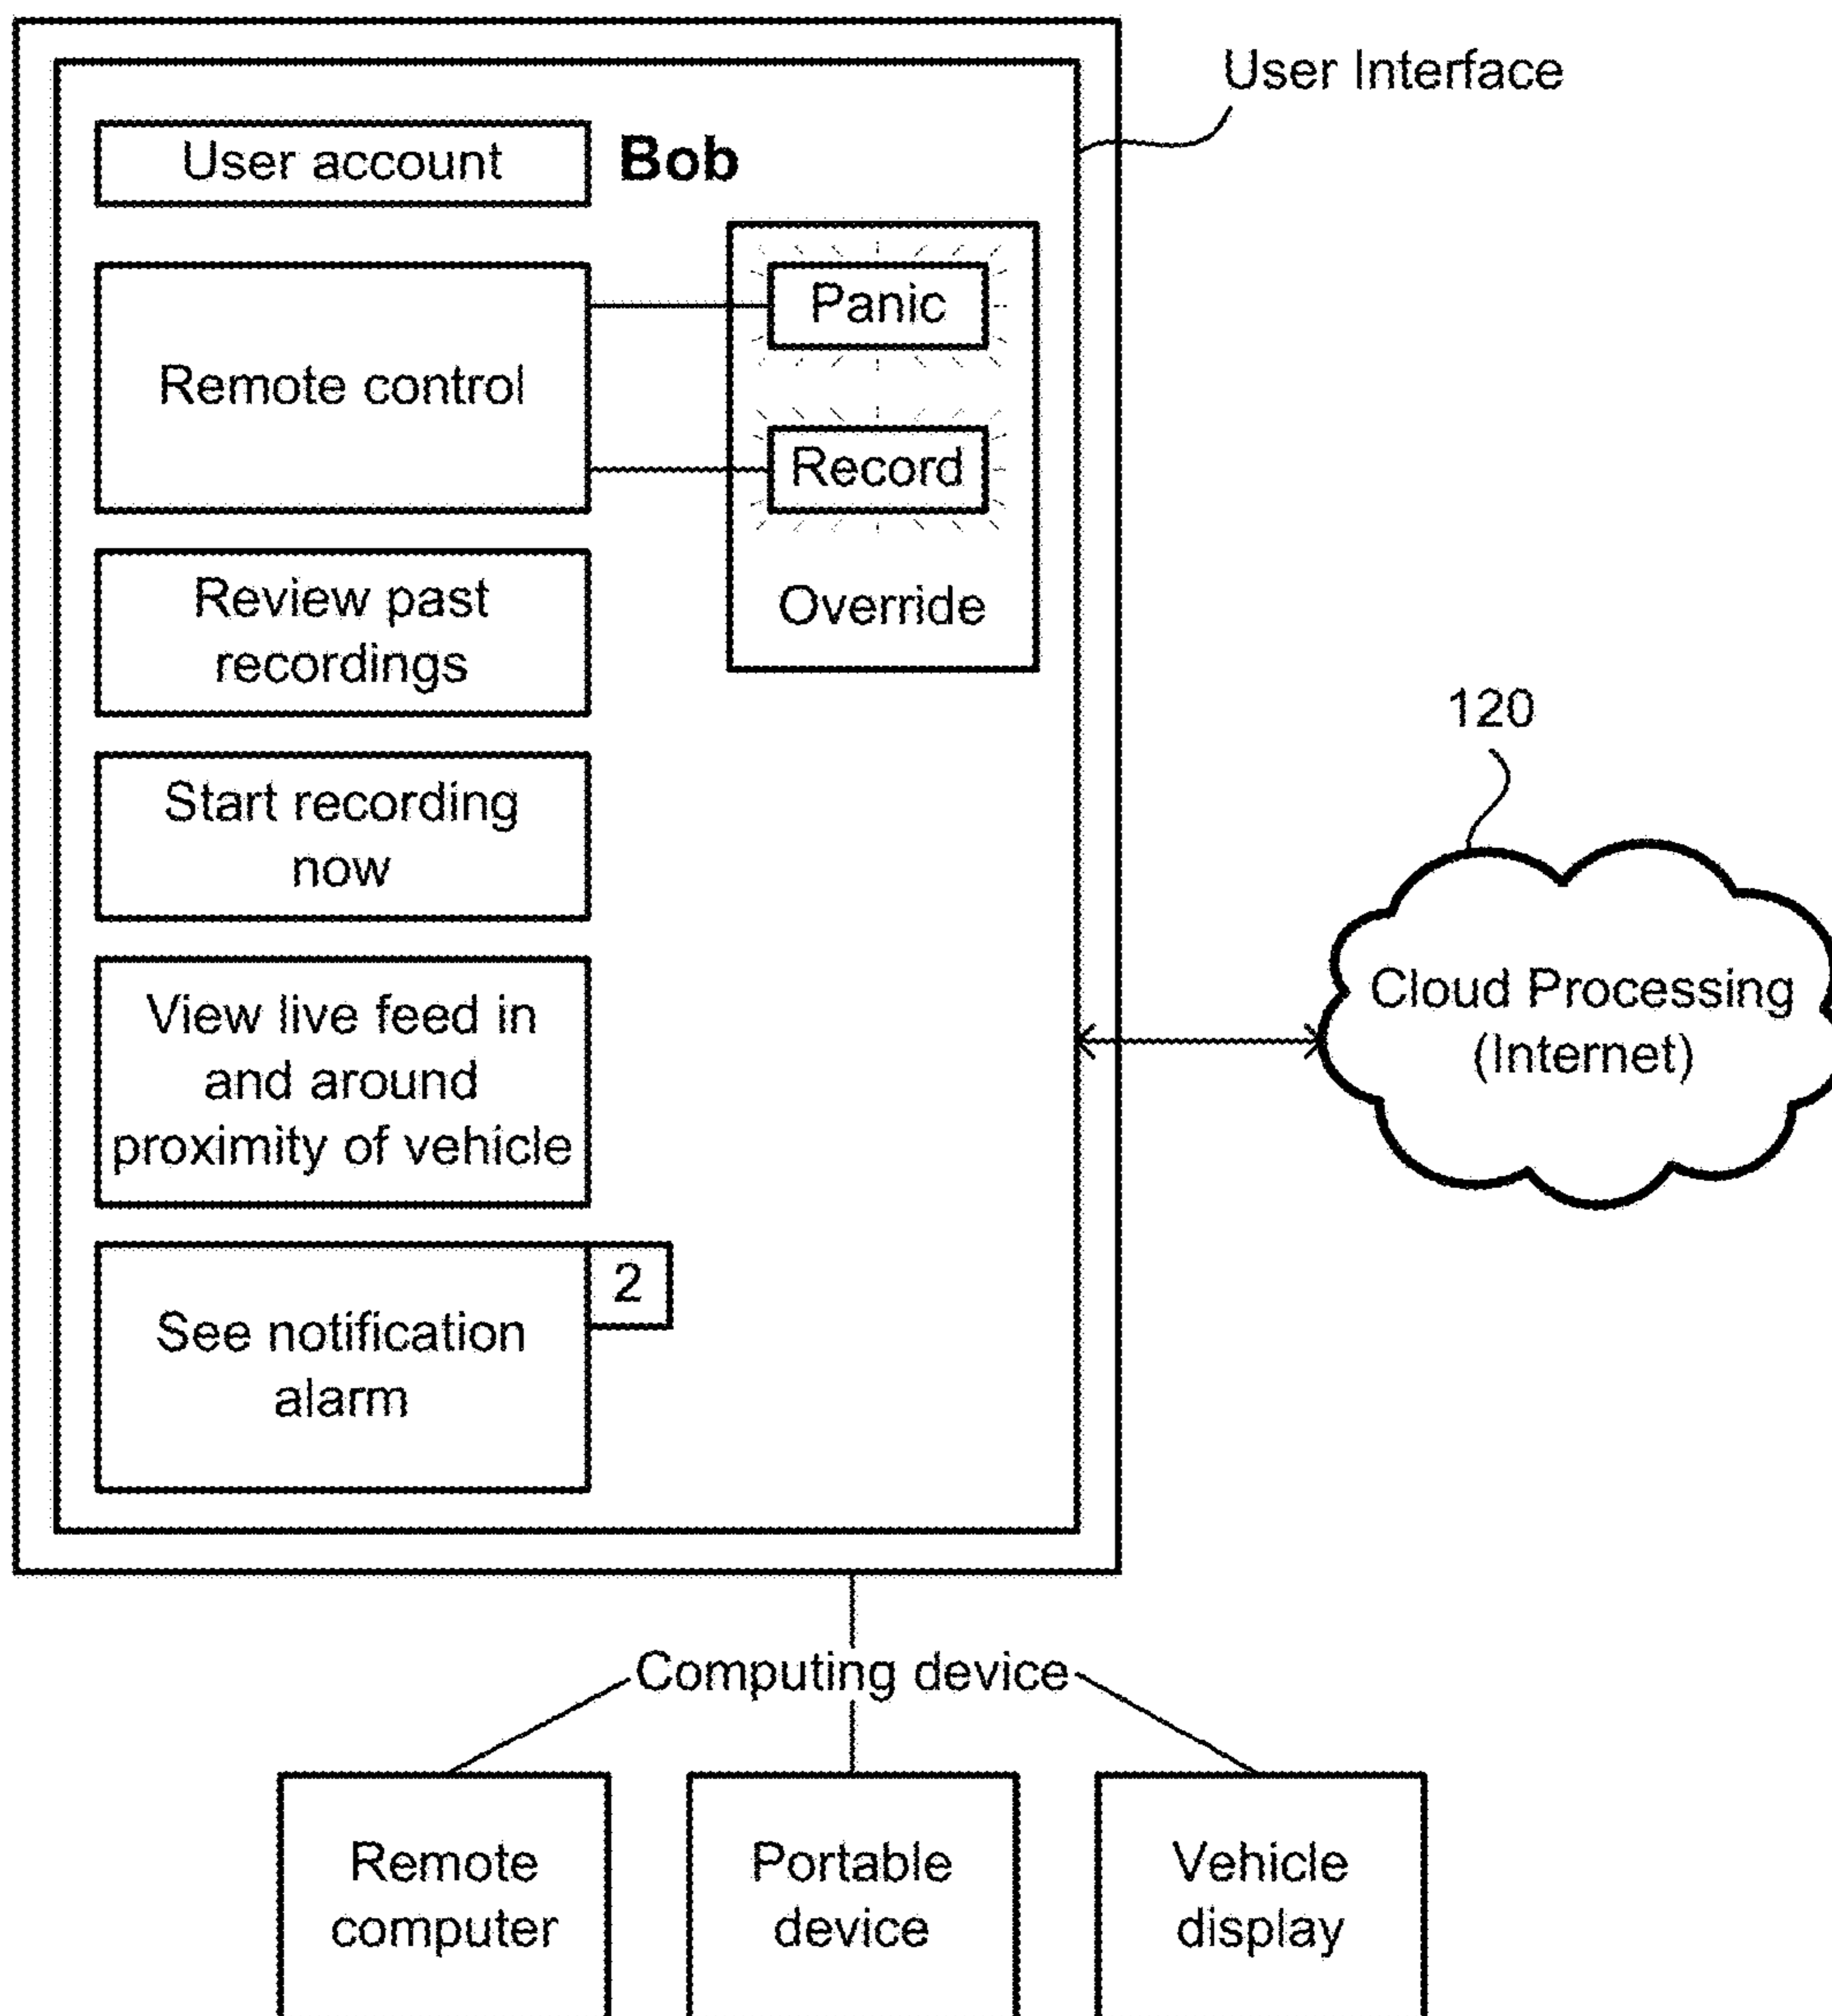 User Interface
User account
Bob
Remote control
Panic
Record
Override
Review past
recordings
Start recording
now
View live feed in
and around
proximity of vehicle
See notification
alarm
2
120
Cloud Processing
(Internet)
Computing device
Remote
computer
Portable
device
Vehicle
display